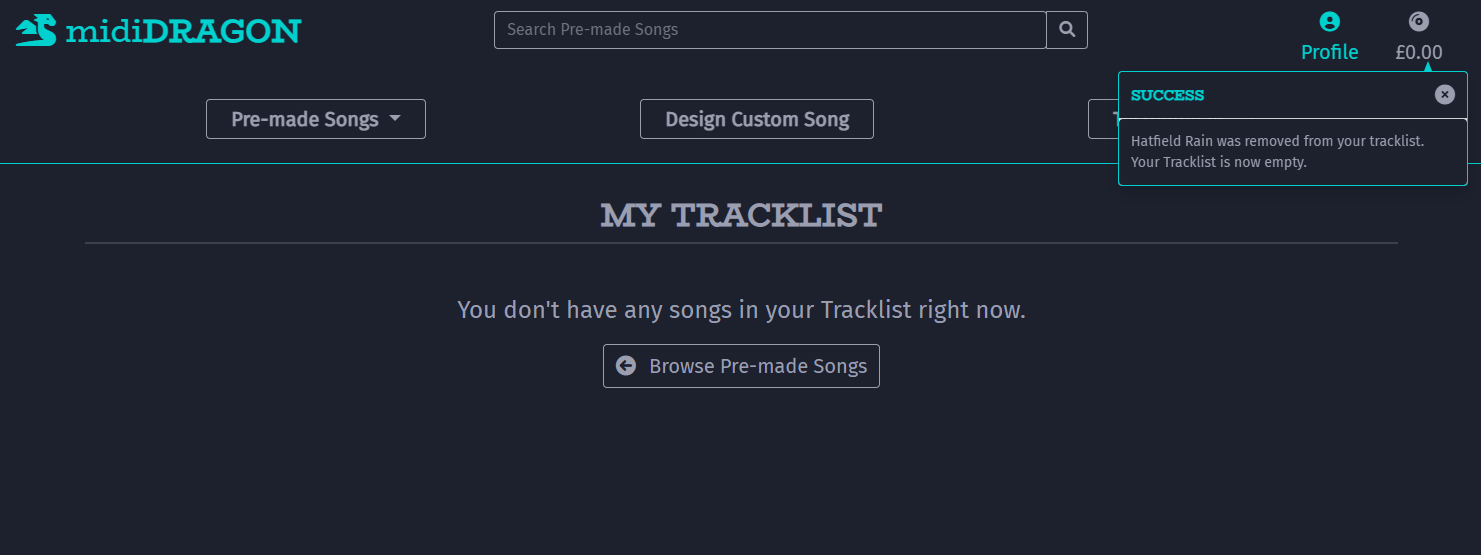 midiDRAGON
Search Pre-made Songs
Profile
£0.00
Pre-made Songs
Design Custom Song
SUCCESS
Hatfield Rain was removed from your tracklist.
Your Tracklist is now empty.
MY TRACKLIST
You don't have any songs in your Tracklist right now.
Browse Pre-made Songs